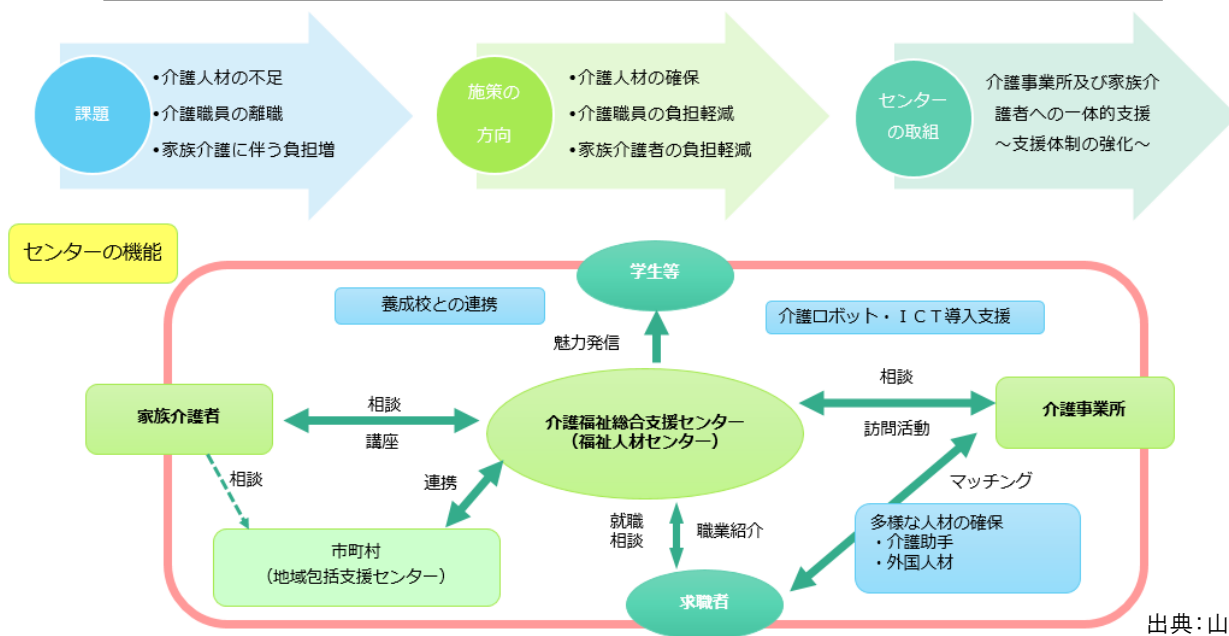 課題
•介護人材の不足
•介護職員の離職
•家族介護に伴う負担増
施策の
方向
•介護人材の確保
•介護職員の負担軽減
•家族介護者の負担軽減
センター
の取組
介護事業所及び家族介
護者への一体的支援
～支援体制の強化～
センターの機能
学生等
養成校との連携
介護ロボット・ＩＣＴ導入支援
魅力発信
家族介護者
相談
講座
介護福祉総合支援センター
（福祉人材センター）
相談
訪問活動
介護事業所
相談
連携
マッチング
市町村
（地域包括支援センター）
就職
相談
職業紹介
多様な人材の確保
・介護助手
・外国人材
求職者
出典：山